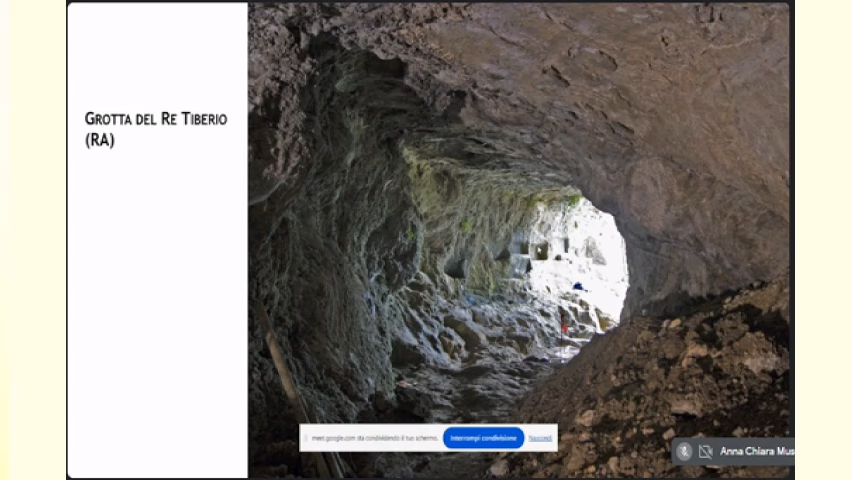 GROTTA DEL RE TIBERIO
(RA)
meet.google.com sta condividendo il tuo schermo. Interrompi condivisione Nascondi
Anna Chiara Mus